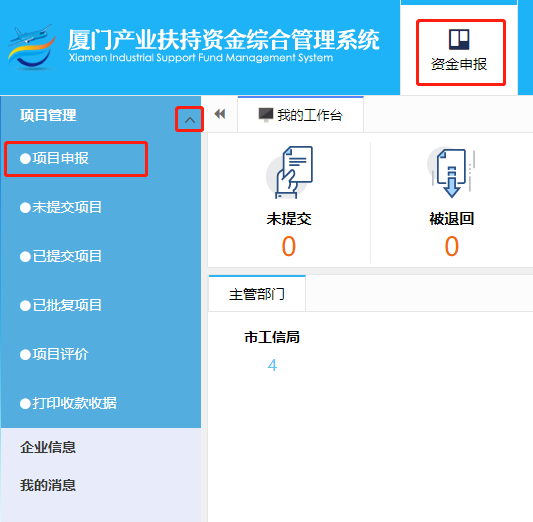 厦门产业扶持资金综合管理系统
Xiamen Industrial Support Fund Management System
资金申报
项目管理
项目申报
未提交项目
已提交项目
已批复项目
项目评价
打印收款收据
企业信息
我的消息
我的工作台
未提交
0
被退回
0
主管部门
市工信局
4